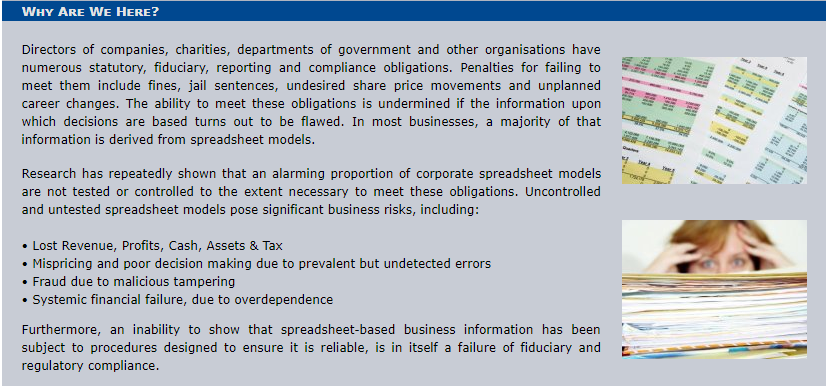 WHY ARE WE HERE?
Directors of companies, charities, departments of government and other organisations have
numerous statutory, fiduciary, reporting and compliance obligations. Penalties for failing to
meet them include fines, jail sentences, undesired share price movements and unplanned
career changes. The ability to meet these obligations is undermined if the information upon
which decisions are based turns out to be flawed. In most businesses, a majority of that
information is derived from spreadsheet models.
Research has repeatedly shown that an alarming proportion of corporate spreadsheet models
are not tested or controlled to the extent necessary to meet these obligations. Uncontrolled
and untested spreadsheet models pose significant business risks, including:
• Lost Revenue, Profits, Cash, Assets & Tax
• Mispricing and poor decision making due to prevalent but undetected errors
• Fraud due to malicious tampering
• Systemic financial failure, due to overdependence
Furthermore, an inability to show that spreadsheet-based business information has been
subject to procedures designed to ensure it is reliable, is in itself a failure of fiduciary and
regulatory compliance.